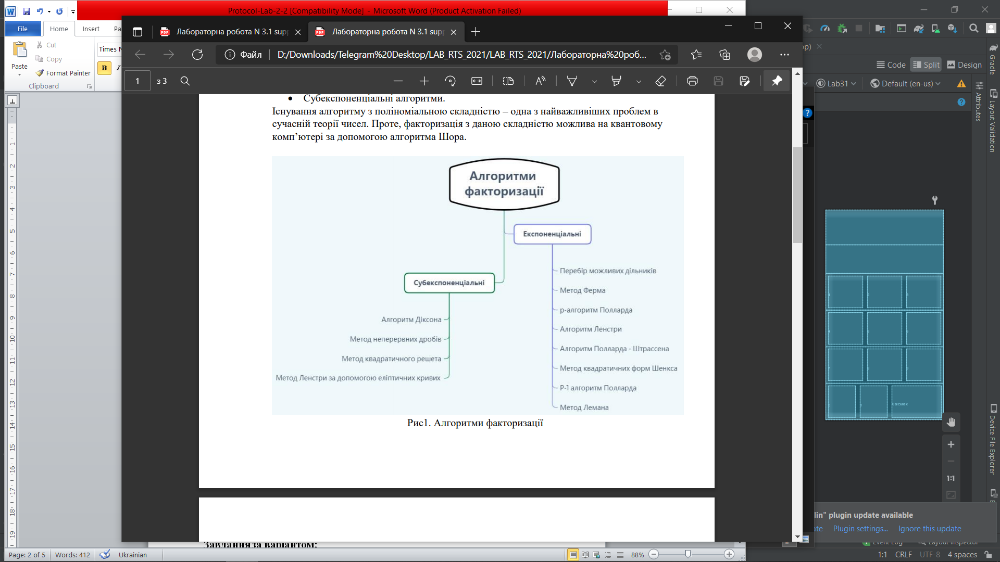 Protocol-Lab-2-2 [Compatibility Mode] - Microsoft Word (Product Activation Failed)
File
Home
Insert
Cut
Copy
Format Painter
Paste
Clipboard
Times N
B
I
Лабораторна робота N 3.1 supp
Лабораторна робота N 3.1 supp
Файл
D:/Downloads/Telegram%20Desktop/LAB_RTS_2021/LAB_RTS_2021/Лабораторна%20роб...
1
з 3
Субекспоненціальні алгоритми.
Існування алгоритму з поліноміальною складністю – одна з найважливіших проблем в
сучасній теорії чисел. Проте, факторизація з даною складністю можлива на квантовому
комп’ютері за допомогою алгоритма Шора.
Алгоритми
факторизації
Експоненціальні
Перебір можливих дільників
Метод Ферма
p-алгоритм Полларда
Алгоритм Ленстри
Алгоритм Полларда - Штрассена
Метод квадратичних форм Шенкса
P-1 алгоритм Полларда
Метод Лемана
Субекспоненціальні
Алгоритм Діксона
Метод неперервних дробів
Метод квадратичного решета
Метод Ленстри за допомогою еліптичних кривих
Рис1. Алгоритми факторизації
Завдання за варіантом:
Page: 2 of 5
Words: 412
Ukrainian
88%
Code
Split
Design
Lab31
Default (en-us)
Gradle
Layout Validation
Attributes
Device File Explorer
Calculate
1:1
plugin update available
Plugin settings...
Ignore this update
Event Log
Layout Inspector
1:1
CRLF
UTF-8
4 spaces